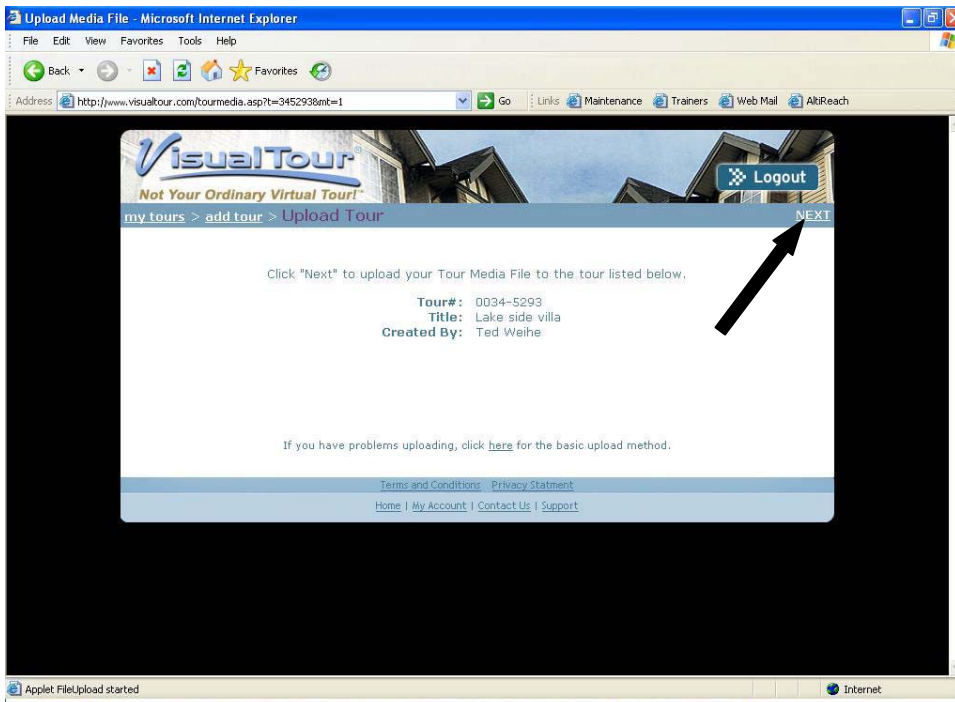 Upload Media File - Microsoft Internet Explorer
File Edit View Favorites Tools Help
Back Favorites
Address http://www.visualtour.com/tourmedia.asp?t=345293&mt=1 Go Links Maintenance Trainers Web Mail AltiReach
VisualTour®
Not Your Ordinary Virtual Tour!™
Logout
my tours > add tour > Upload Tour NEXT
Click "Next" to upload your Tour Media File to the tour listed below.
Tour#: 0034-5293
Title: Lake side villa
Created By: Ted Weihe
If you have problems uploading, click here for the basic upload method.
Terms and Conditions Privacy Statment
Home | My Account | Contact Us | Support
Applet FileUpload started Internet